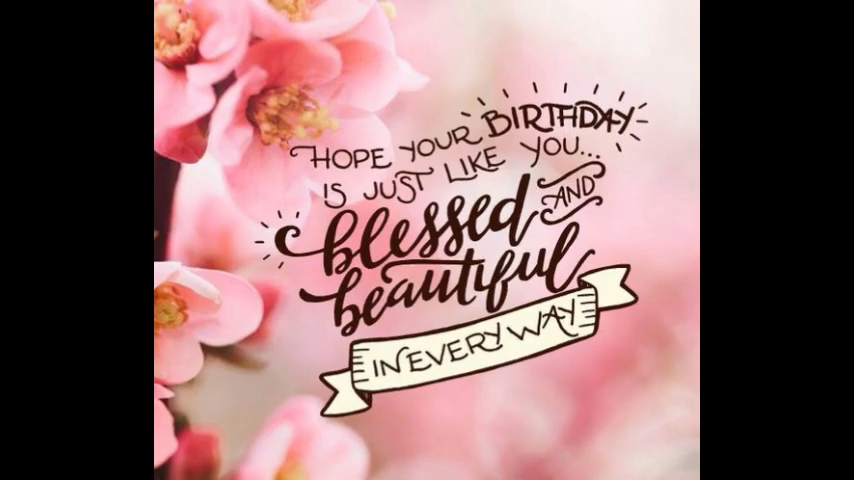 HOPE YOUR BIRTHDAY
IS JUST LIKE YOU...
blessed AND
beautiful
IN EVERY WAY